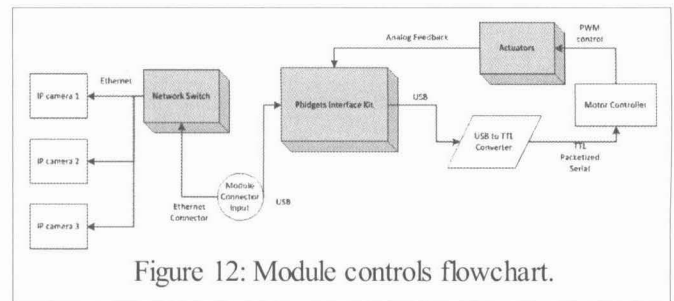 PWM
control
Analog Feedback
Actuators
Ethernet
IP camera 1
Network Switch
Phidgets Interface Kit
USB
Motor Controller
USB to TTL
Converter
TTL
Packetized
Serial
IP camera 2
Module
Connector
Input
USB
Ethernet
Connector
IP camera 3
Figure 12: Module controls flowchart.